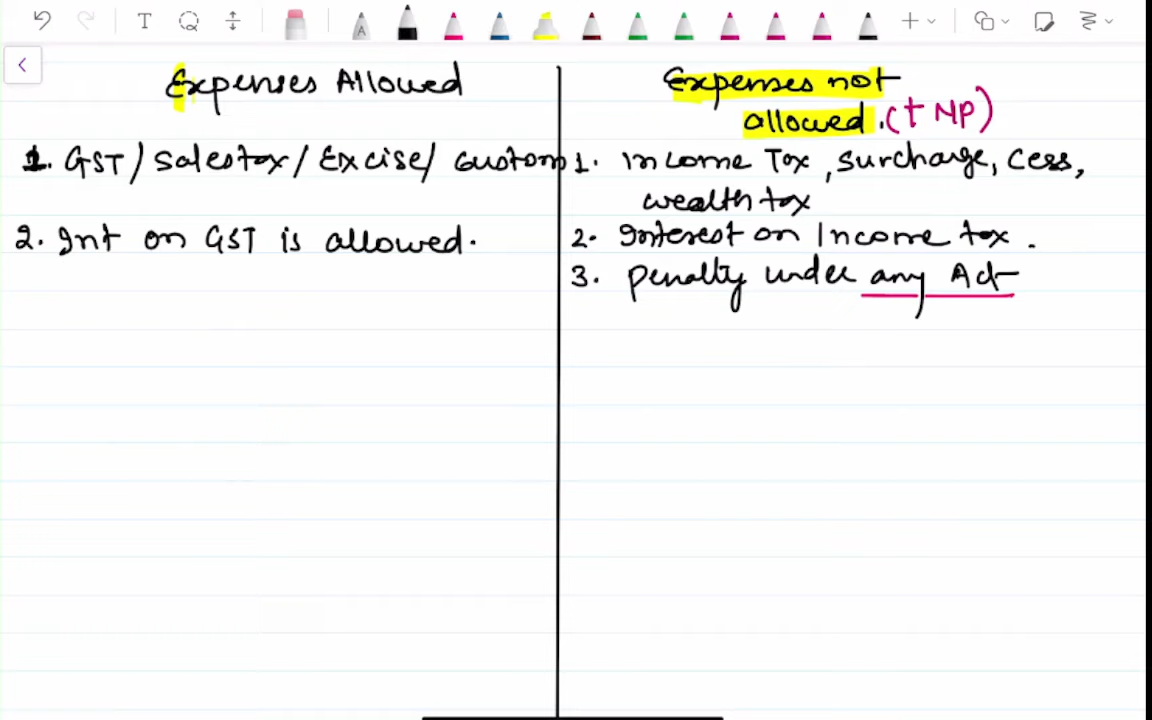 Expenses Allowed
1. GST/Salestax/Excise/Custom
2. Int on GST is allowed.
Expenses not
allowed. (+ NP)
1. Income Tax, Surcharge, Cess,
wealth tax
2. Interest on Income tax.
3. Penalty under any Act